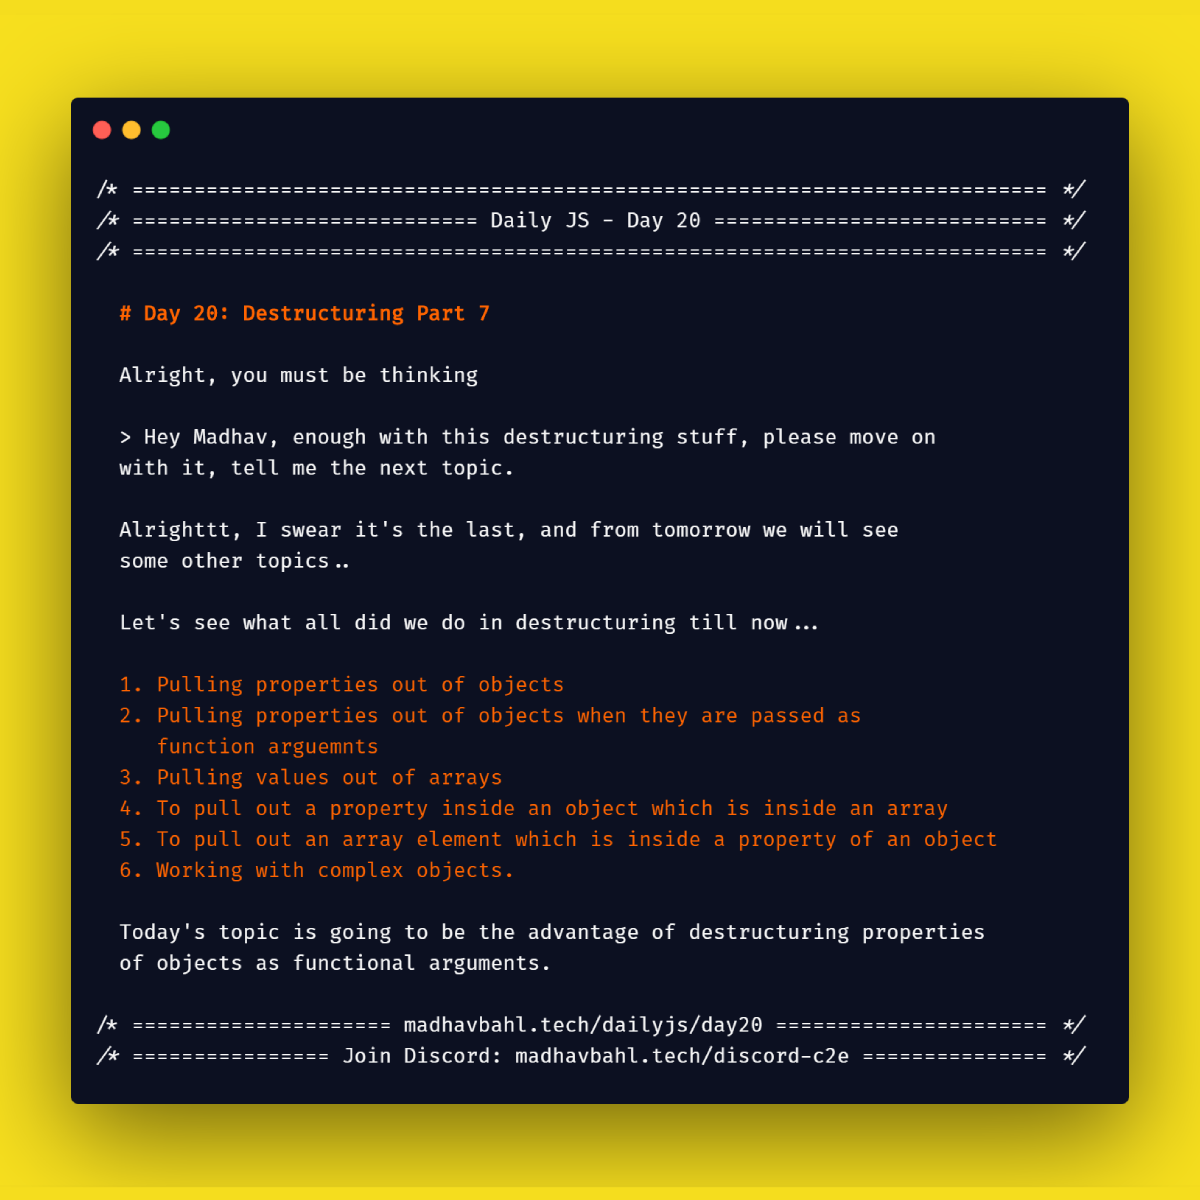 /* ========================================================================== */
/* ============================ Daily JS - Day 20 =========================== */
/* ========================================================================== */
# Day 20: Destructuring Part 7
Alright, you must be thinking
> Hey Madhav, enough with this destructuring stuff, please move on
with it, tell me the next topic.
Alrighttt, I swear it's the last, and from tomorrow we will see
some other topics..
Let's see what all did we do in destructuring till now...
1. Pulling properties out of objects
2. Pulling properties out of objects when they are passed as
function arguemnts
3. Pulling values out of arrays
4. To pull out a property inside an object which is inside an array
5. To pull out an array element which is inside a property of an object
6. Working with complex objects.
Today's topic is going to be the advantage of destructuring properties
of objects as functional arguments.
/* ===================== madhavbahl.tech/dailyjs/day20 ====================== */
/* ================ Join Discord: madhavbahl.tech/discord-c2e =============== */